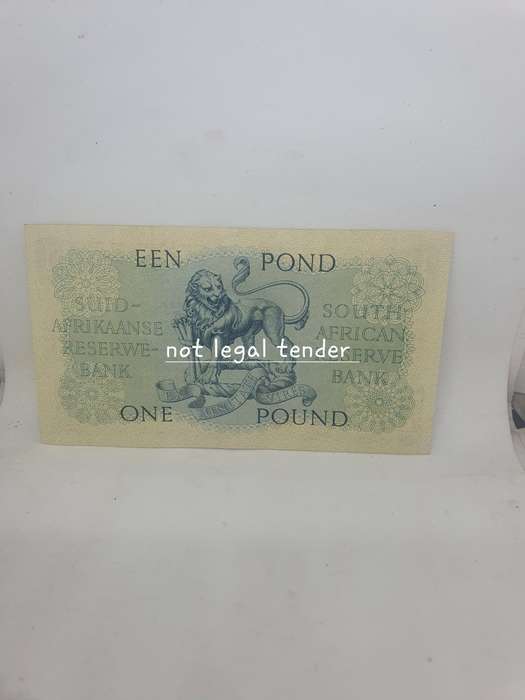 EEN POND
SUID-
AFRIKAANSE
RESERWE-
BANK
SOUTH
AFRICAN
RESERVE
BANK
not legal tender
ONE POUND